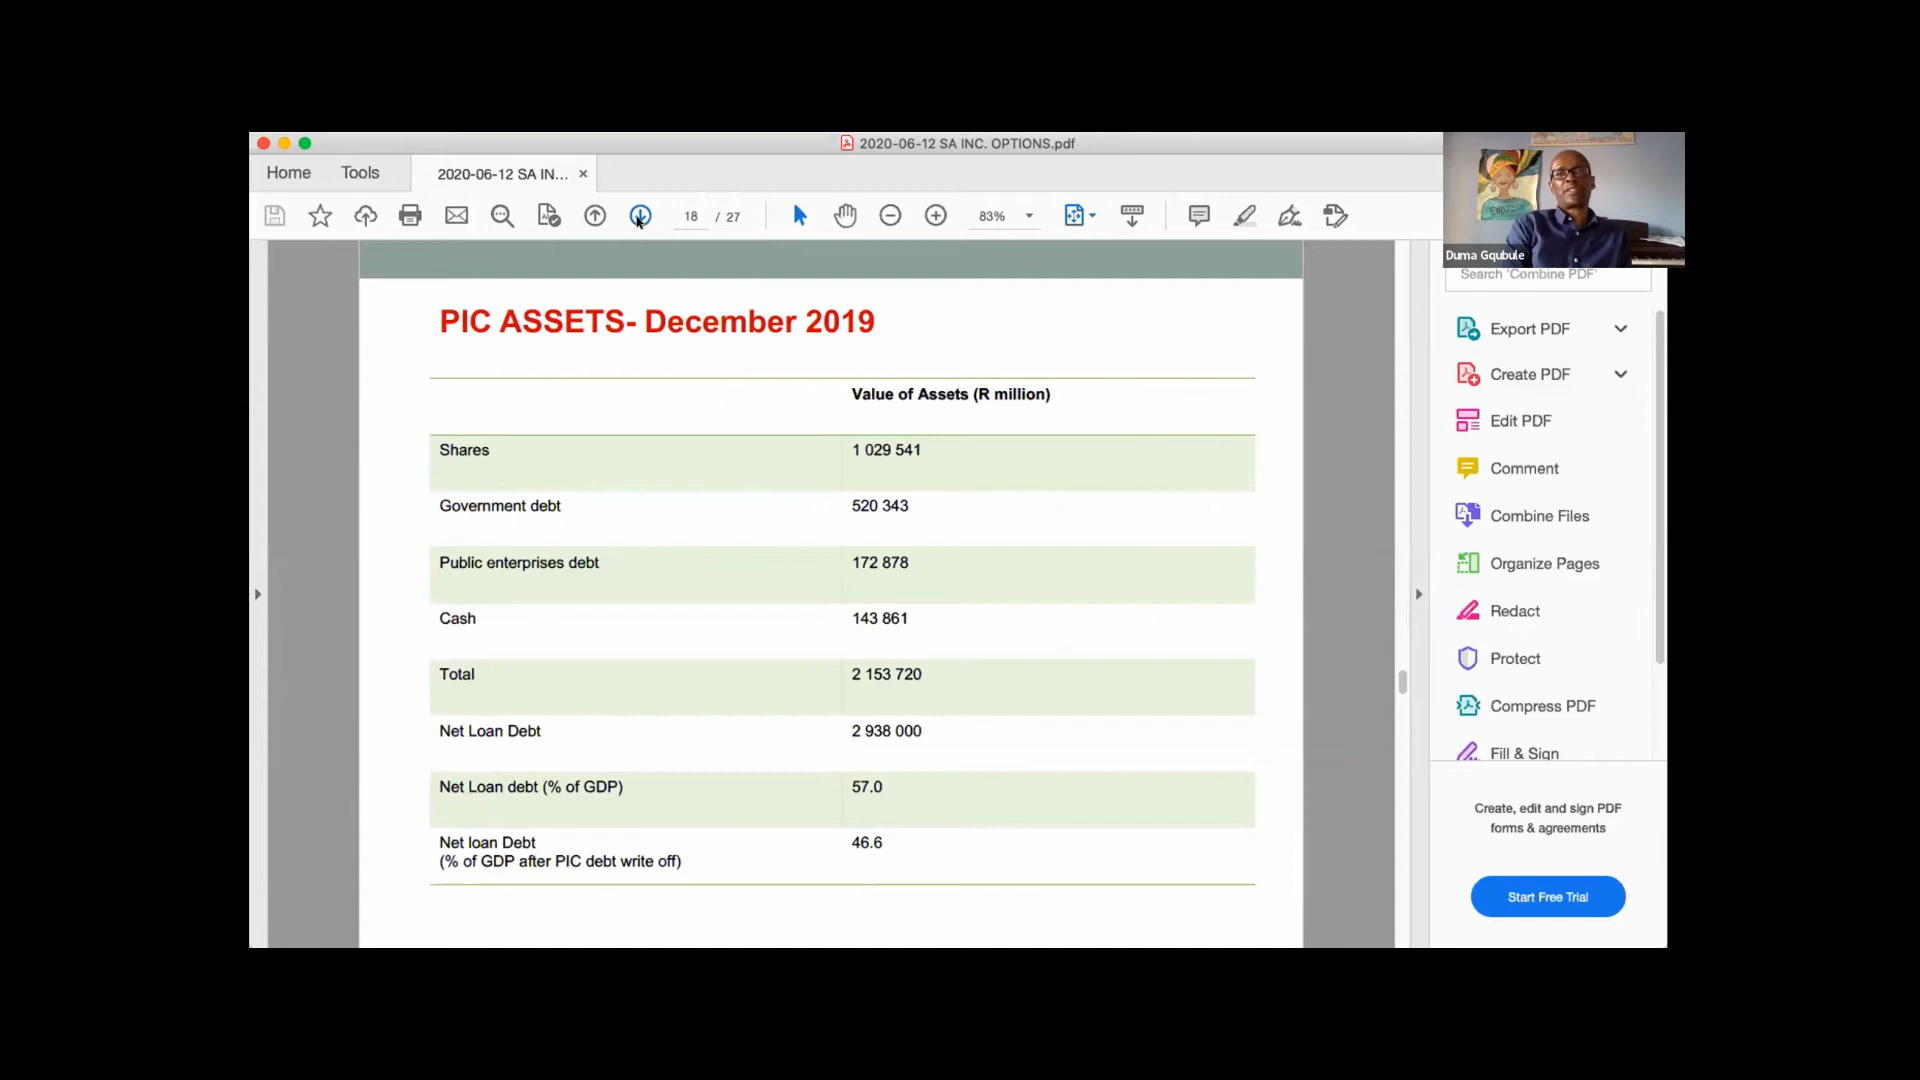 2020-06-12 SA INC. OPTIONS.pdf
Home
Tools
2020-06-12 SA IN...
18 / 27
83%
Duma Gqubule
Search 'Combine PDF'
PIC ASSETS- December 2019
Value of Assets (R million)
Shares 1 029 541
Government debt 520 343
Public enterprises debt 172 878
Cash 143 861
Total 2 153 720
Net Loan Debt 2 938 000
Net Loan debt (% of GDP) 57.0
Net loan Debt 46.6
(% of GDP after PIC debt write off)
Export PDF
Create PDF
Edit PDF
Comment
Combine Files
Organize Pages
Redact
Protect
Compress PDF
Fill & Sign
Create, edit and sign PDF
forms & agreements
Start Free Trial